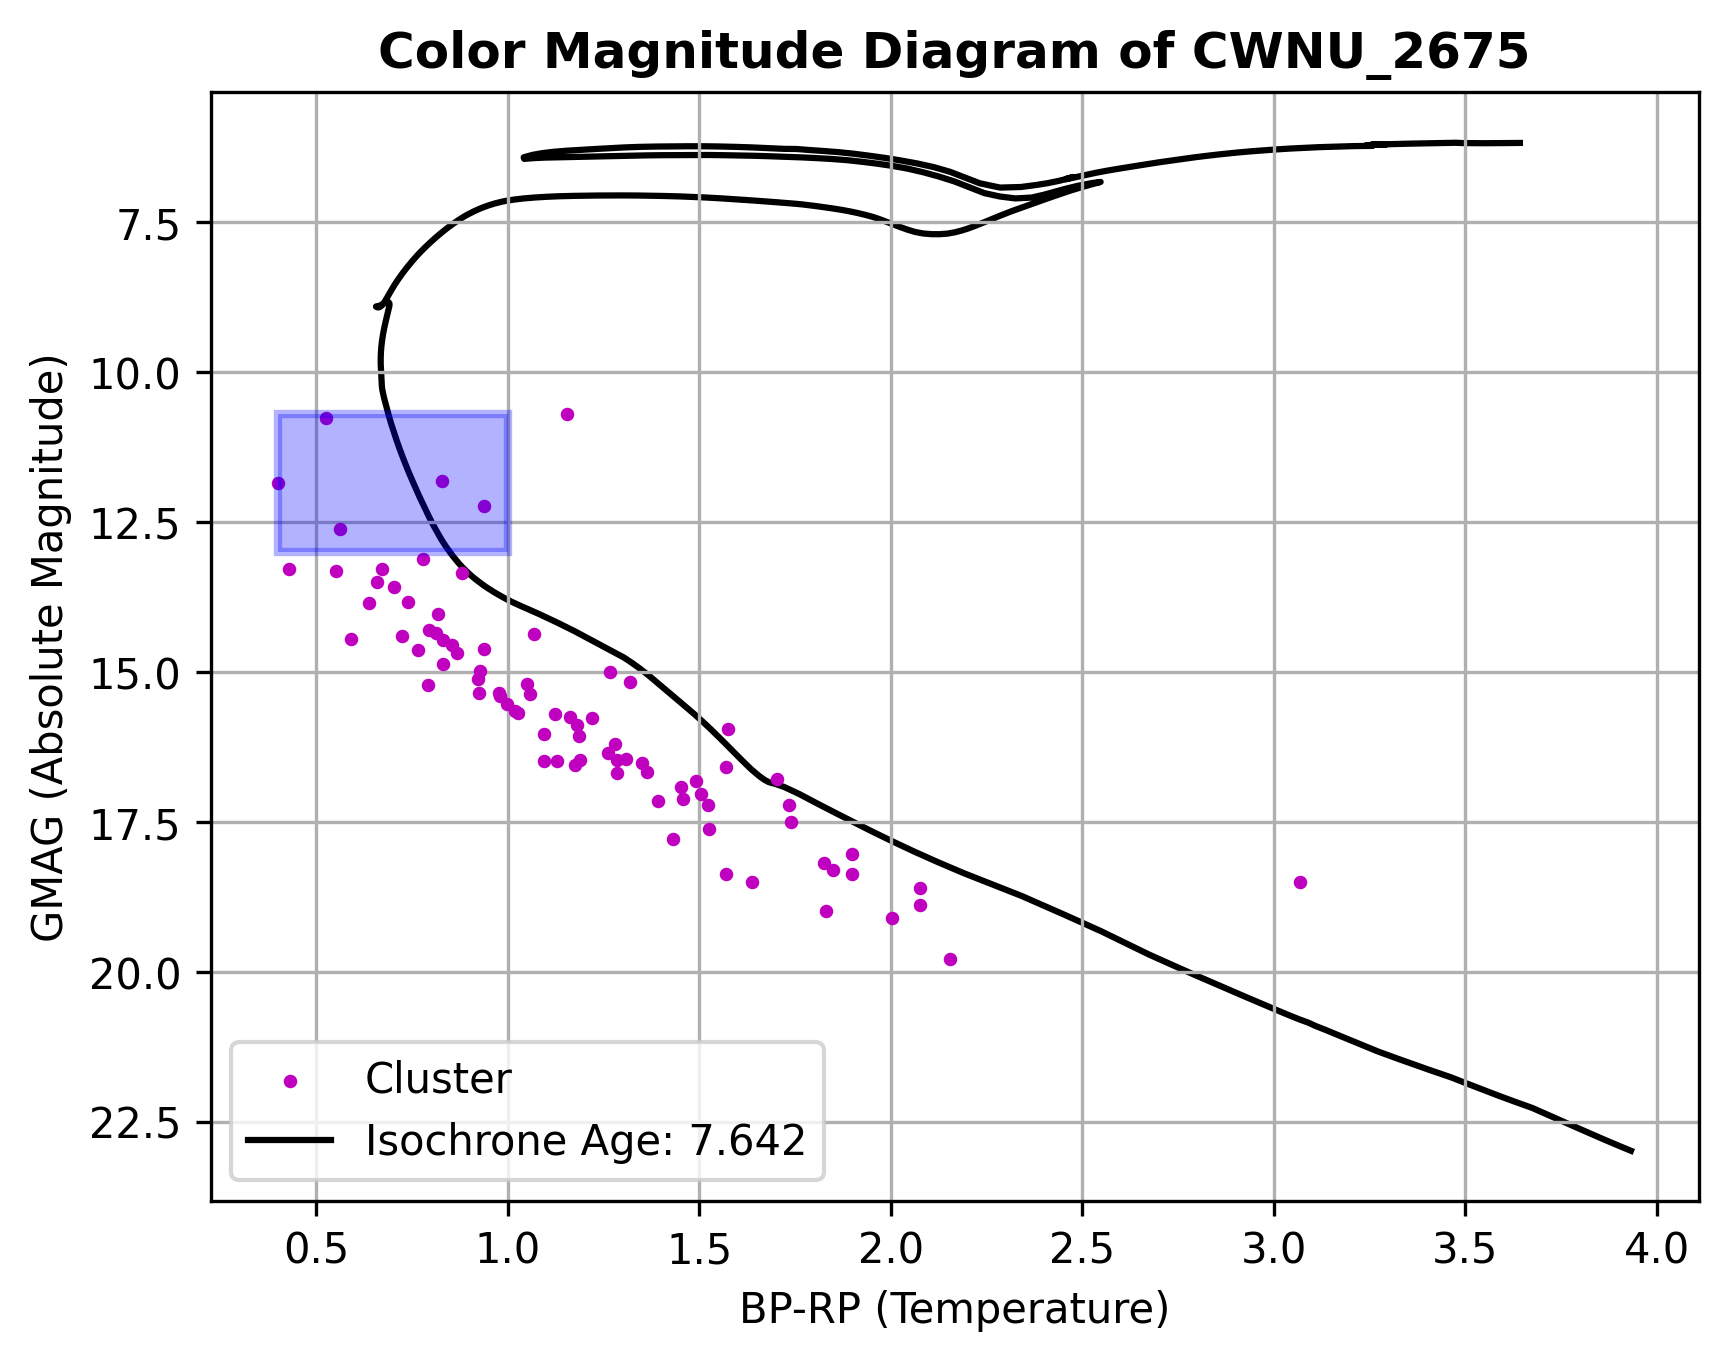 Color Magnitude Diagram of CWNU_2675
GMAG (Absolute Magnitude)
7.5
10.0
12.5
15.0
17.5
20.0
22.5
Cluster
Isochrone Age: 7.642
0.5 1.0 1.5 2.0 2.5 3.0 3.5 4.0
BP-RP (Temperature)